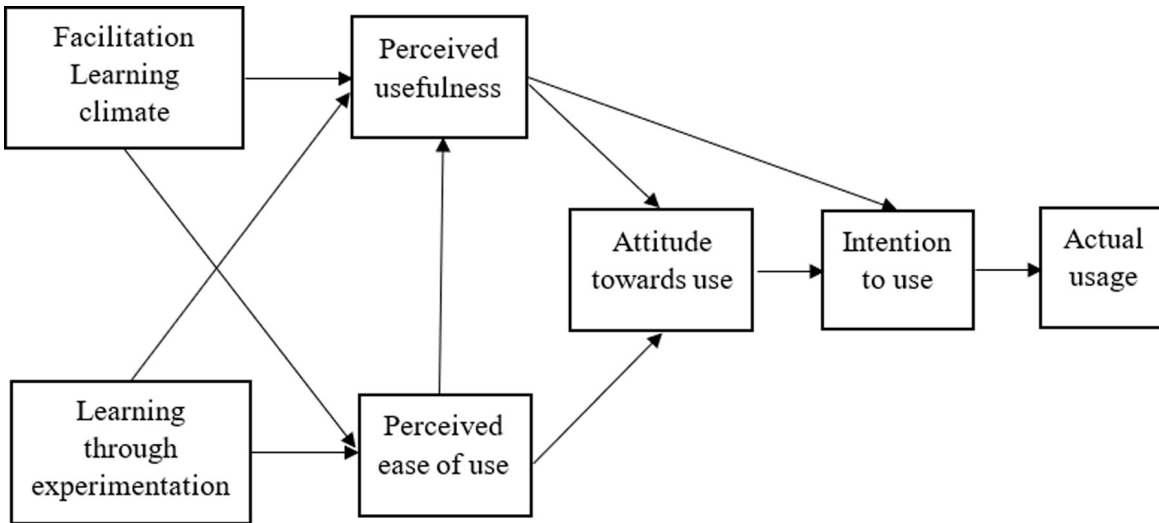 Facilitation
Learning
climate
Perceived
usefulness
Attitude
towards use
Intention
to use
Actual
usage
Learning
through
experimentation
Perceived
ease of use